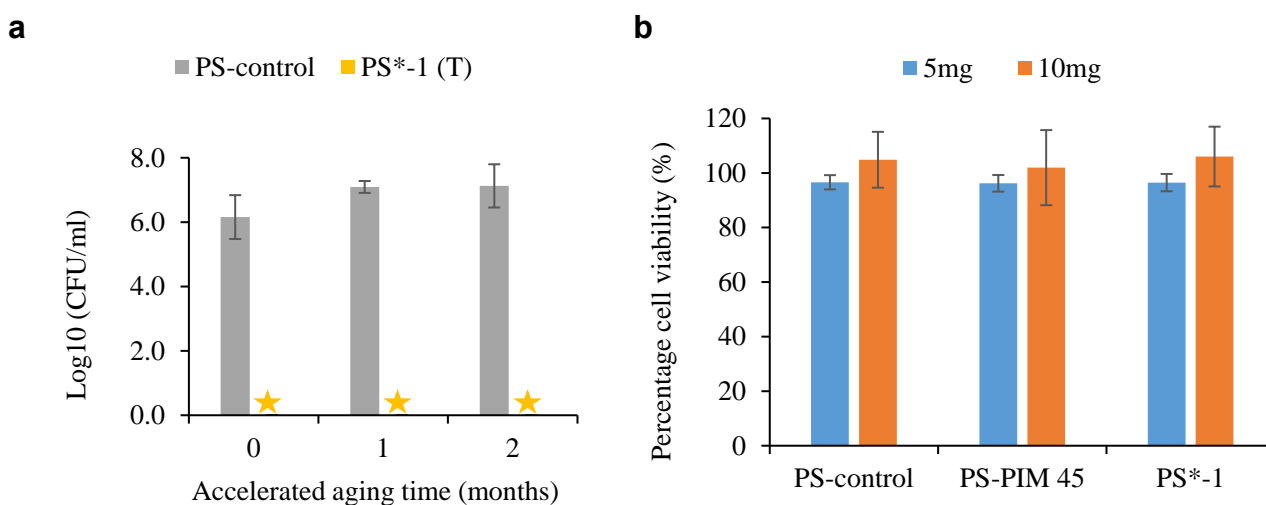 a
PS-control PS*-1 (T)
Log10 (CFU/ml)
8.0
6.0
4.0
2.0
0.0
0 1 2
Accelerated aging time (months)
b
5mg 10mg
Percentage cell viability (%)
120
100
80
60
40
20
0
PS-control PS-PIM 45 PS*-1